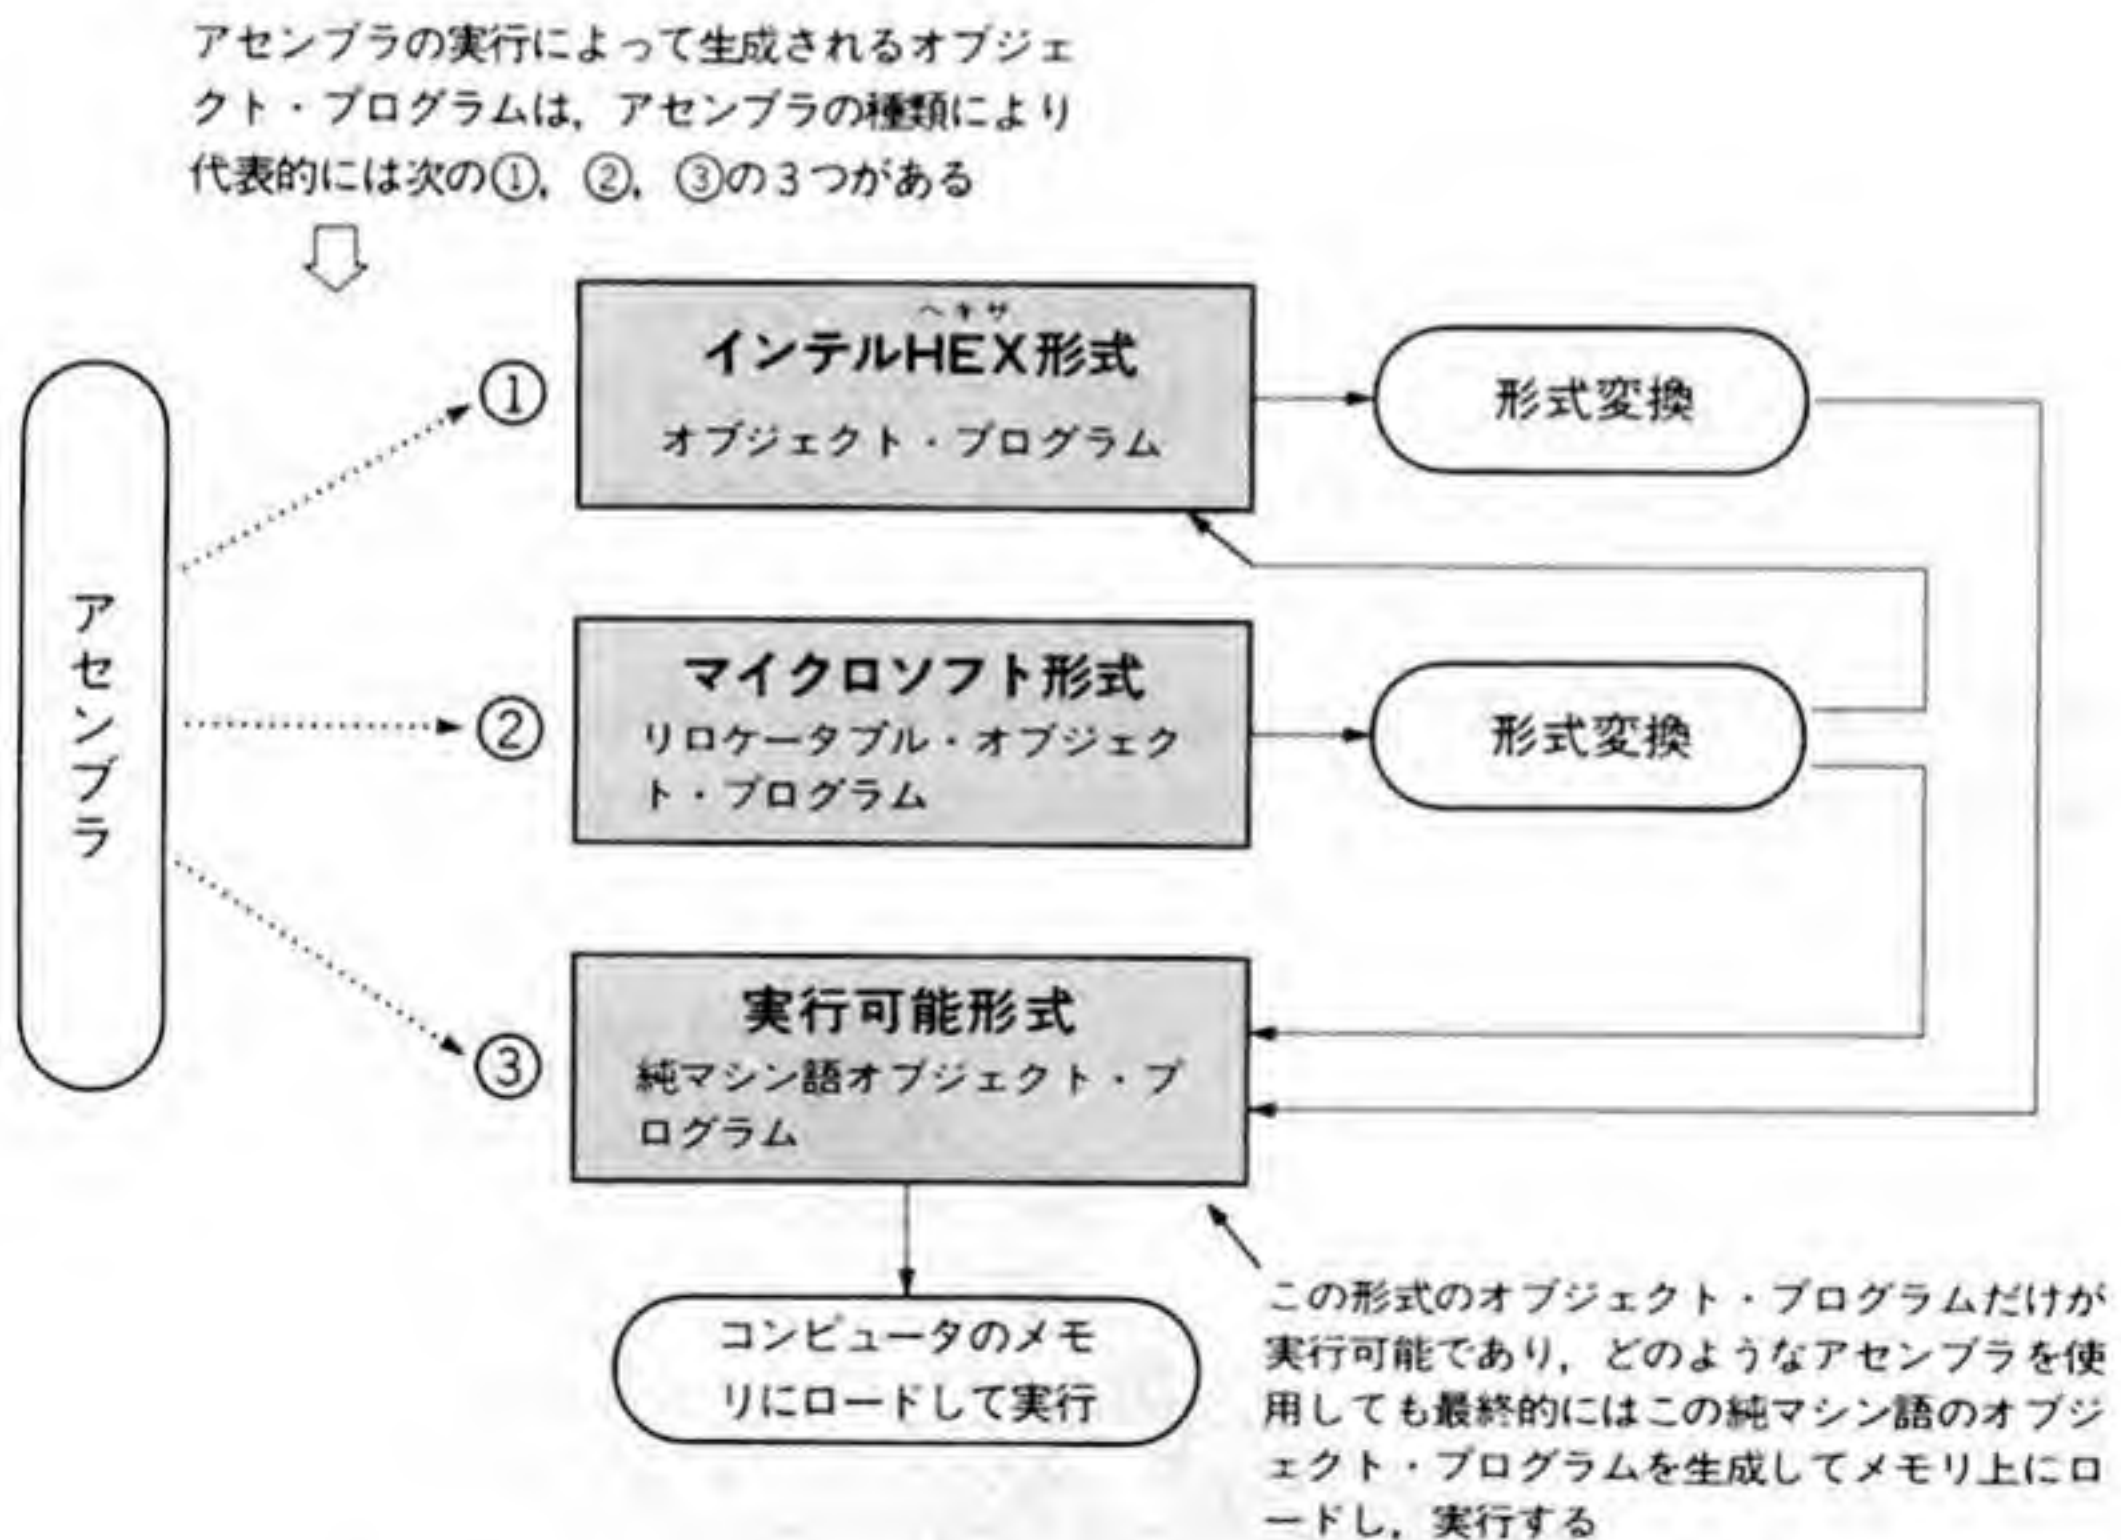 アセンブラの実行によって生成されるオブジェ
クト・プログラムは，アセンブラの種類により
代表的には次の①，②，③の3つがある
ヘキサ
インテルHEX形式
オブジェクト・プログラム
①
形式変換
アセンブラ
②
マイクロソフト形式
リロケータブル・オブジェク
ト・プログラム
形式変換
③
実行可能形式
純マシン語オブジェクト・プ
ログラム
コンピュータのメモ
リにロードして実行
この形式のオブジェクト・プログラムだけが
実行可能であり，どのようなアセンブラを使
用しても最終的にはこの純マシン語のオブジ
ェクト・プログラムを生成してメモリ上にロ
ードし，実行する